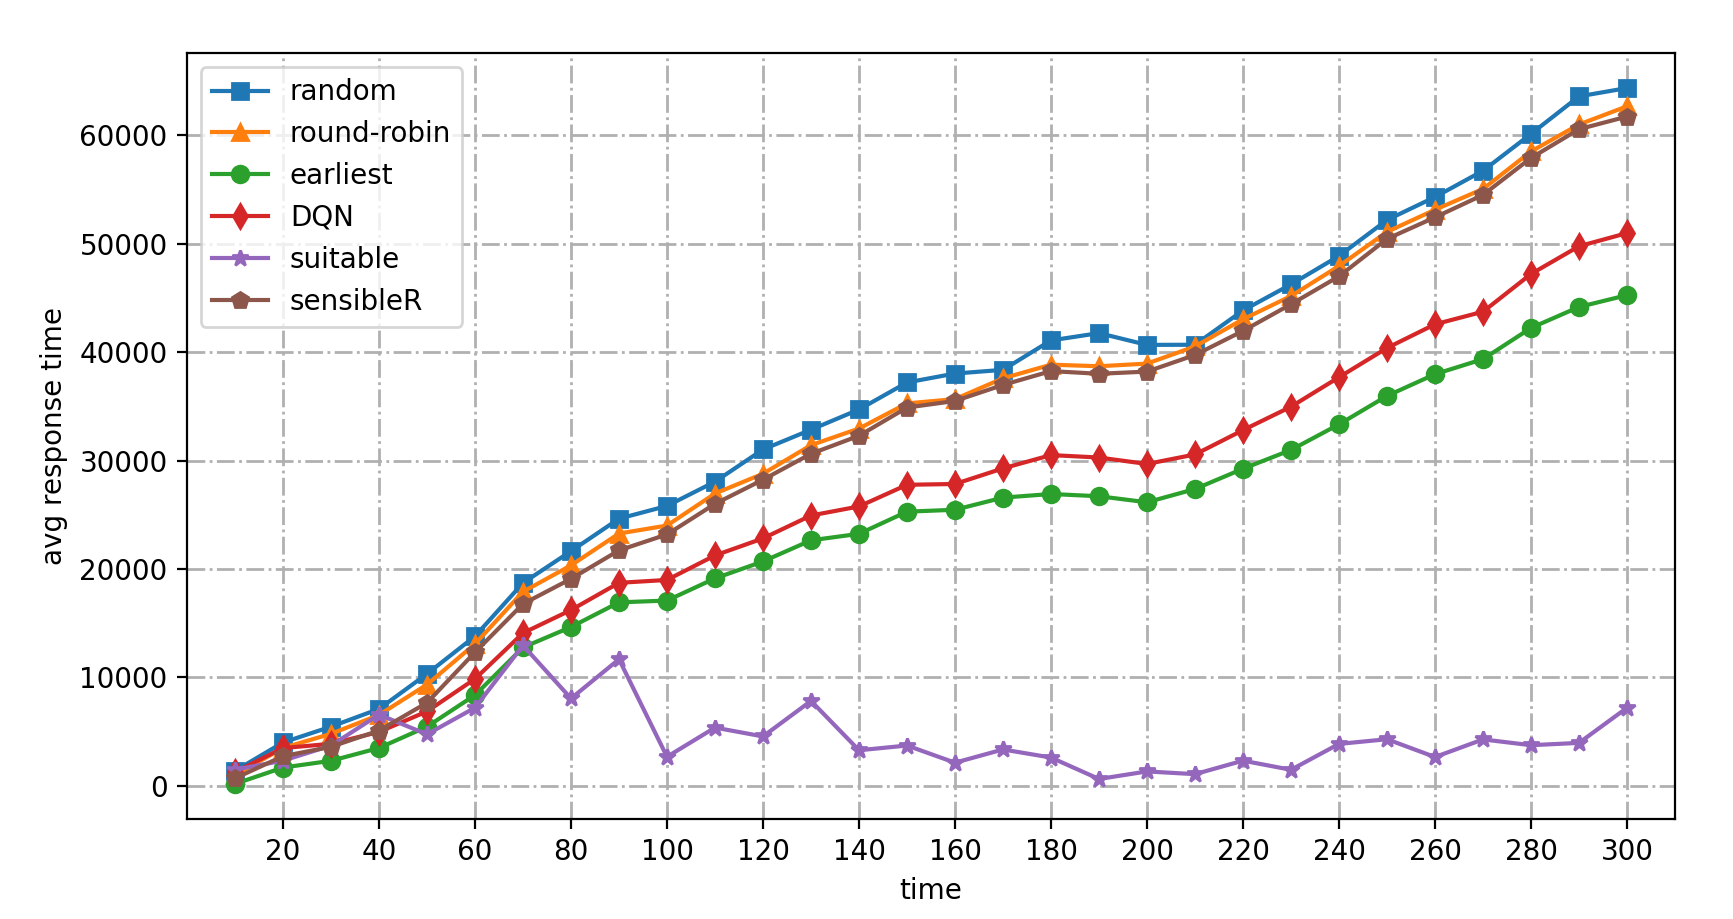 random
round-robin
earliest
DQN
suitable
sensibleR
60000
50000
40000
30000
20000
10000
0
avg response time
20 40 60 80 100 120 140 160 180 200 220 240 260 280 300
time